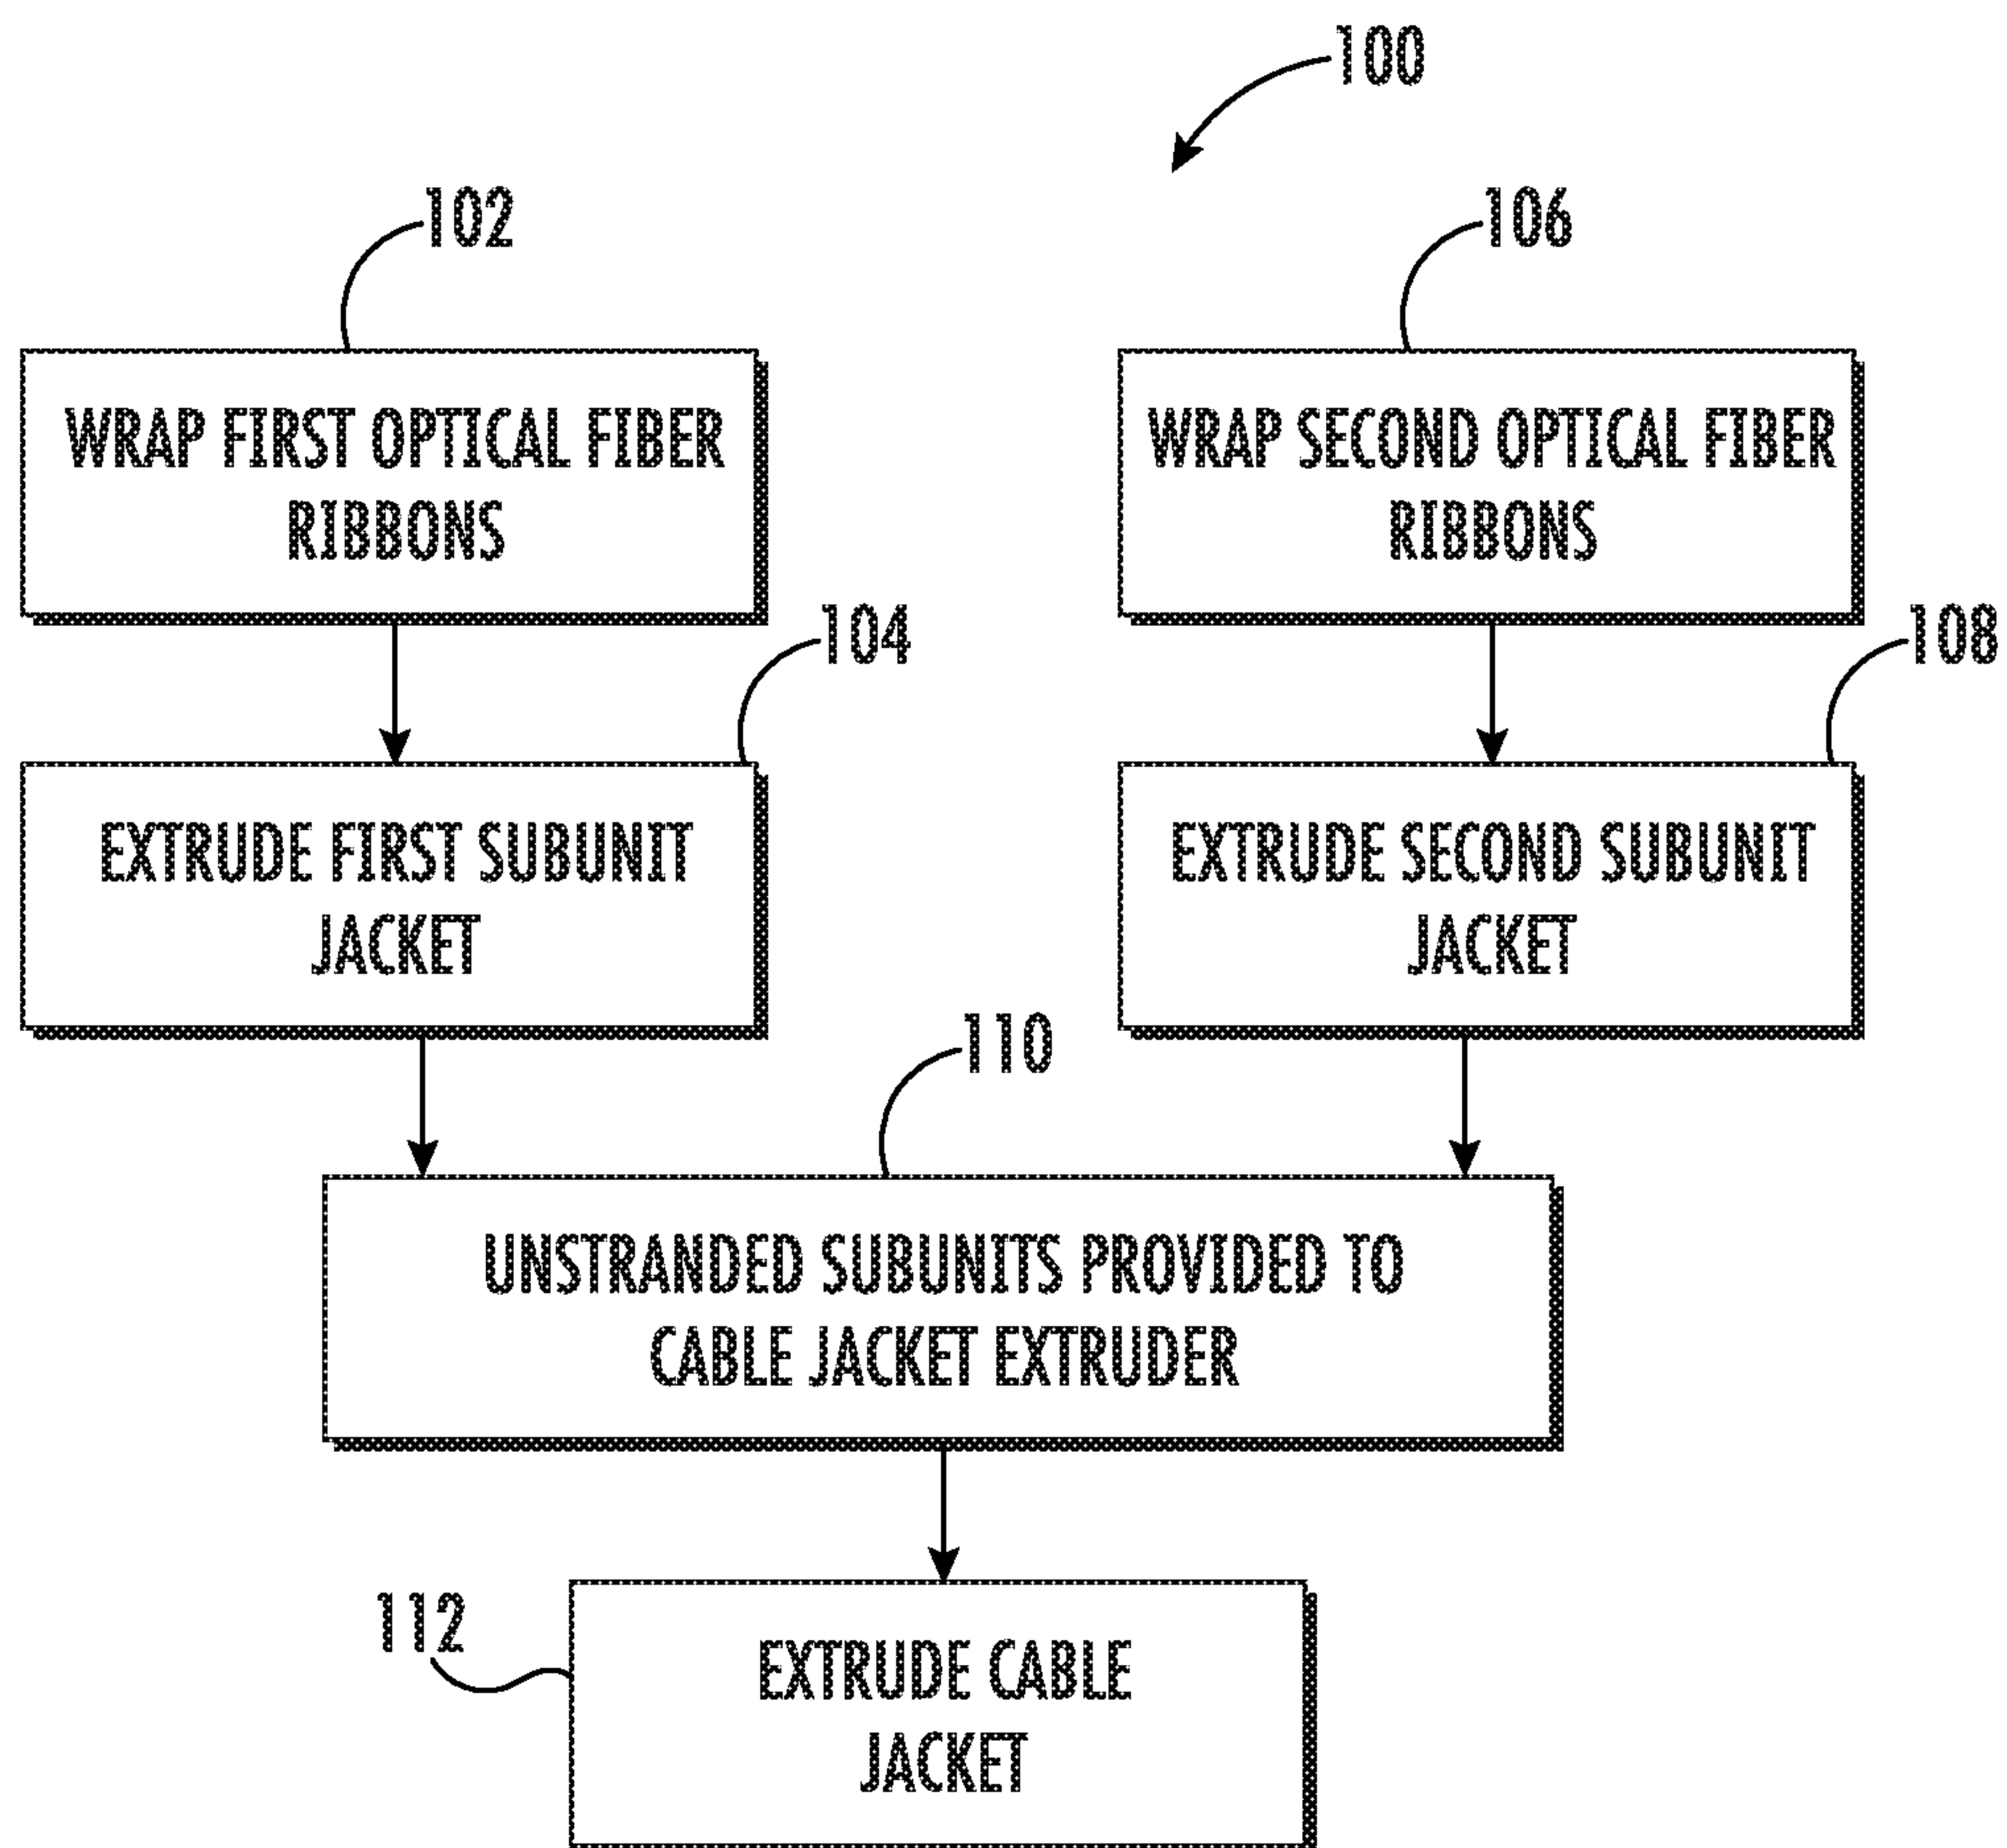 100
102
106
WRAP FIRST OPTICAL FIBER
RIBBONS
WRAP SECOND OPTICAL FIBER
RIBBONS
104
108
EXTRUDE FIRST SUBUNIT
JACKET
EXTRUDE SECOND SUBUNIT
JACKET
110
UNSTRANDED SUBUNITS PROVIDED TO
CABLE JACKET EXTRUDER
112
EXTRUDE CABLE
JACKET